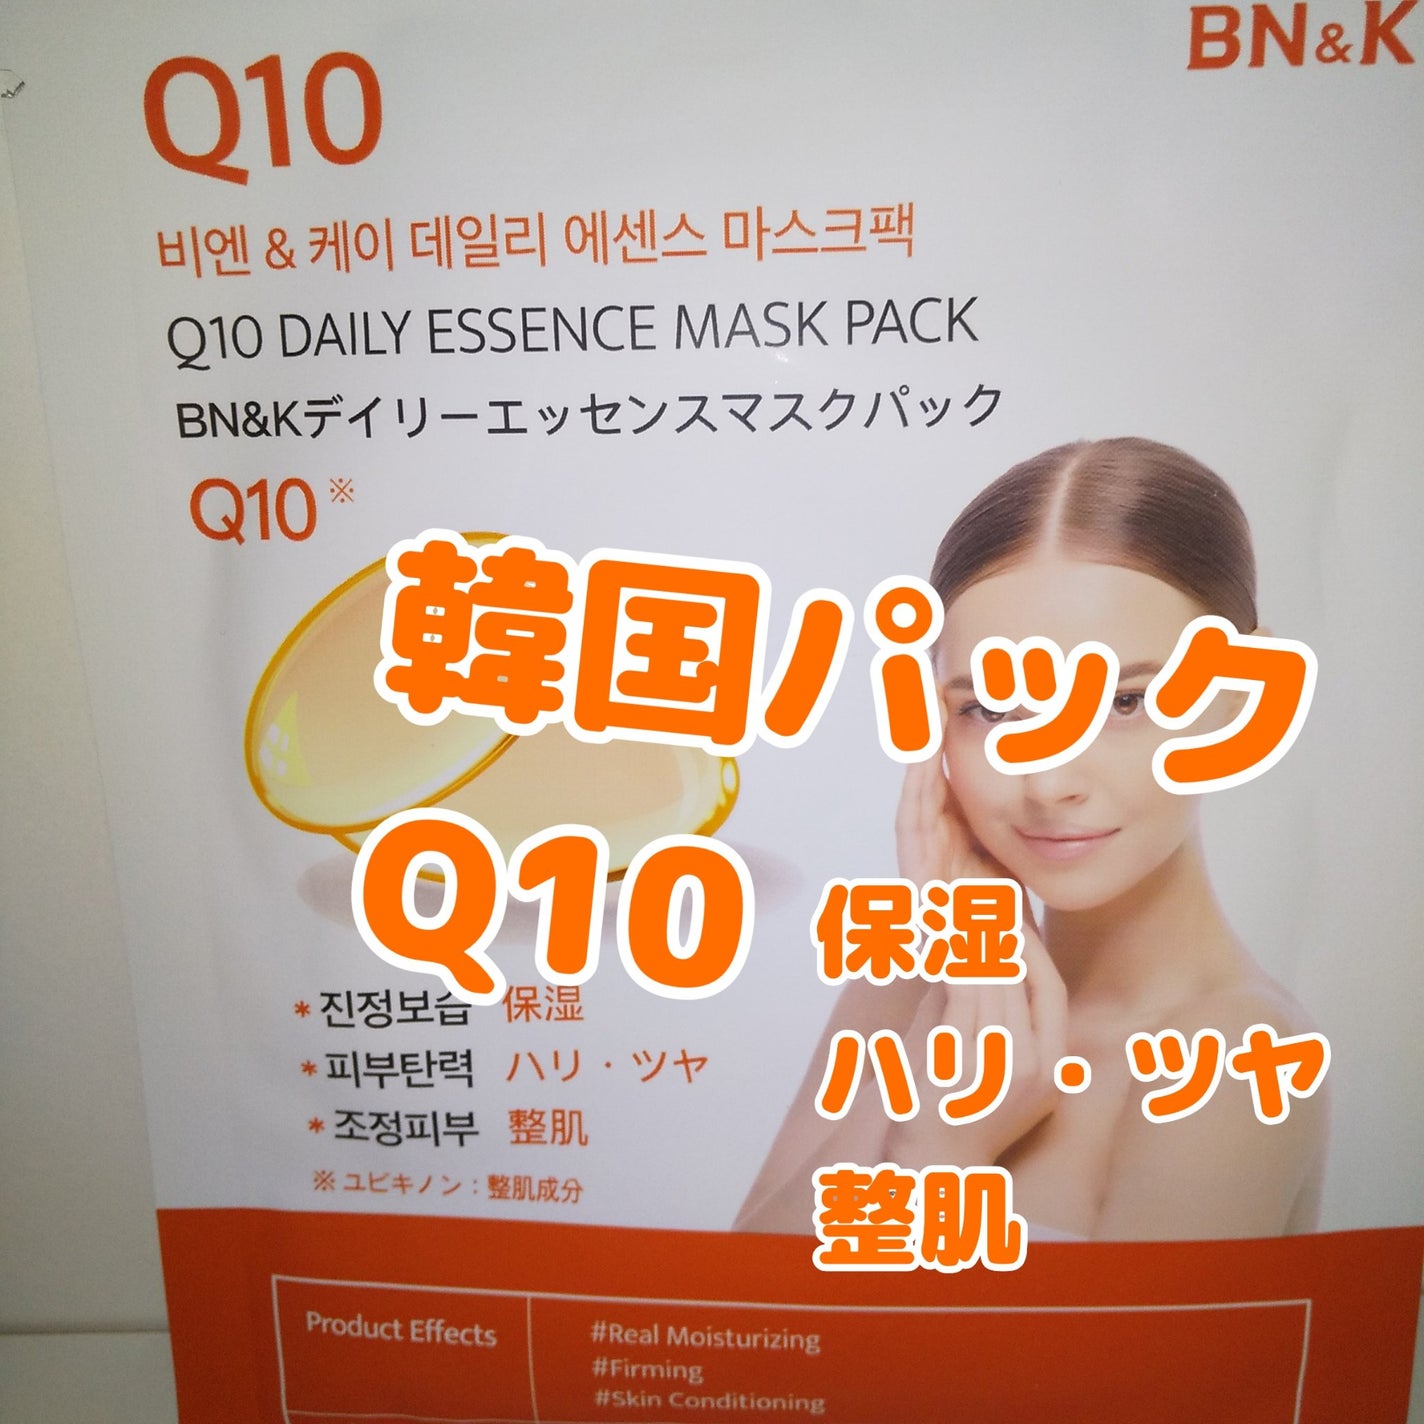 BN&K
Q10
비엔 & 케이 데일리 에센스 마스크팩
Q10 DAILY ESSENCE MASK PACK
BN&Kデイリーエッセンスマスクパック
Q10※
韓国パック
Q10
保湿
ハリ・ツヤ
整肌
*진정보습 保湿
*피부탄력 ハリ・ツヤ
*조정피부 整肌
※ユビキノン:整肌成分
Product Effects
#Real Moisturizing
#Firming
#Skin Conditioning